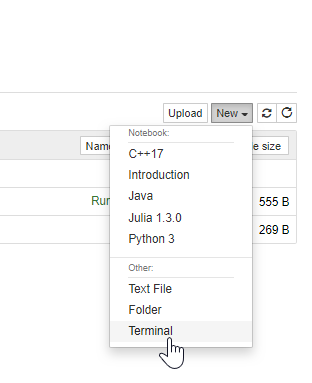 Upload New
Notebook:
Name e size
C++17
Introduction
Java
Run 555 B
Julia 1.3.0
269 B
Python 3
Other:
Text File
Folder
Terminal